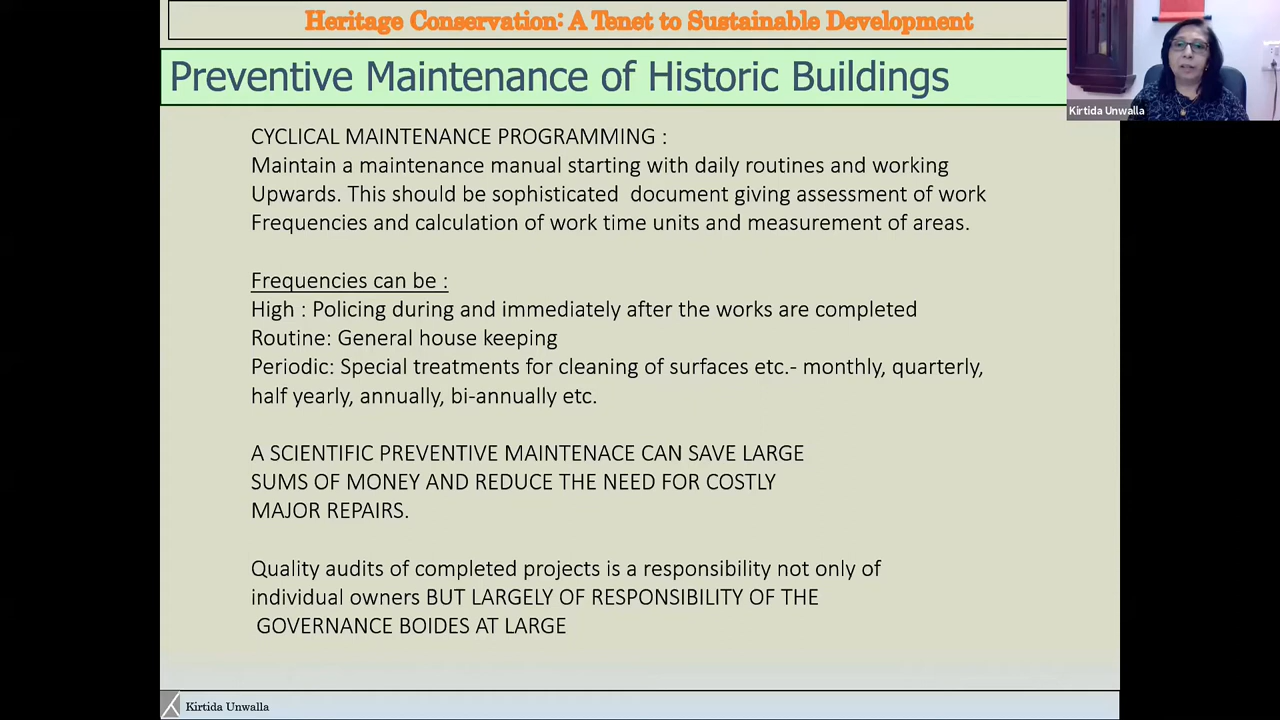 Heritage Conservation: A Tenet to Sustainable Development
Preventive Maintenance of Historic Buildings
Kirtida Unwalla
CYCLICAL MAINTENANCE PROGRAMMING :
Maintain a maintenance manual starting with daily routines and working
Upwards. This should be sophisticated document giving assessment of work
Frequencies and calculation of work time units and measurement of areas.
Frequencies can be :
High : Policing during and immediately after the works are completed
Routine: General house keeping
Periodic: Special treatments for cleaning of surfaces etc.- monthly, quarterly,
half yearly, annually, bi-annually etc.
A SCIENTIFIC PREVENTIVE MAINTENACE CAN SAVE LARGE
SUMS OF MONEY AND REDUCE THE NEED FOR COSTLY
MAJOR REPAIRS.
Quality audits of completed projects is a responsibility not only of
individual owners BUT LARGELY OF RESPONSIBILITY OF THE
GOVERNANCE BOIDES AT LARGE
Kirtida Unwalla